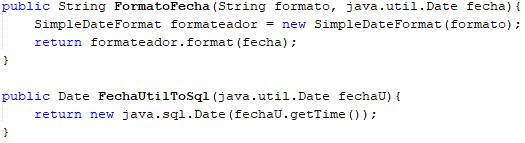 public String FormatoFecha(String formato, java.util.Date fecha){
    SimpleDateFormat formateador = new SimpleDateFormat(formato);
    return formateador.format(fecha);
}

public Date FechaUtilToSql(java.util.Date fechaU){
    return new java.sql.Date(fechaU.getTime());
}